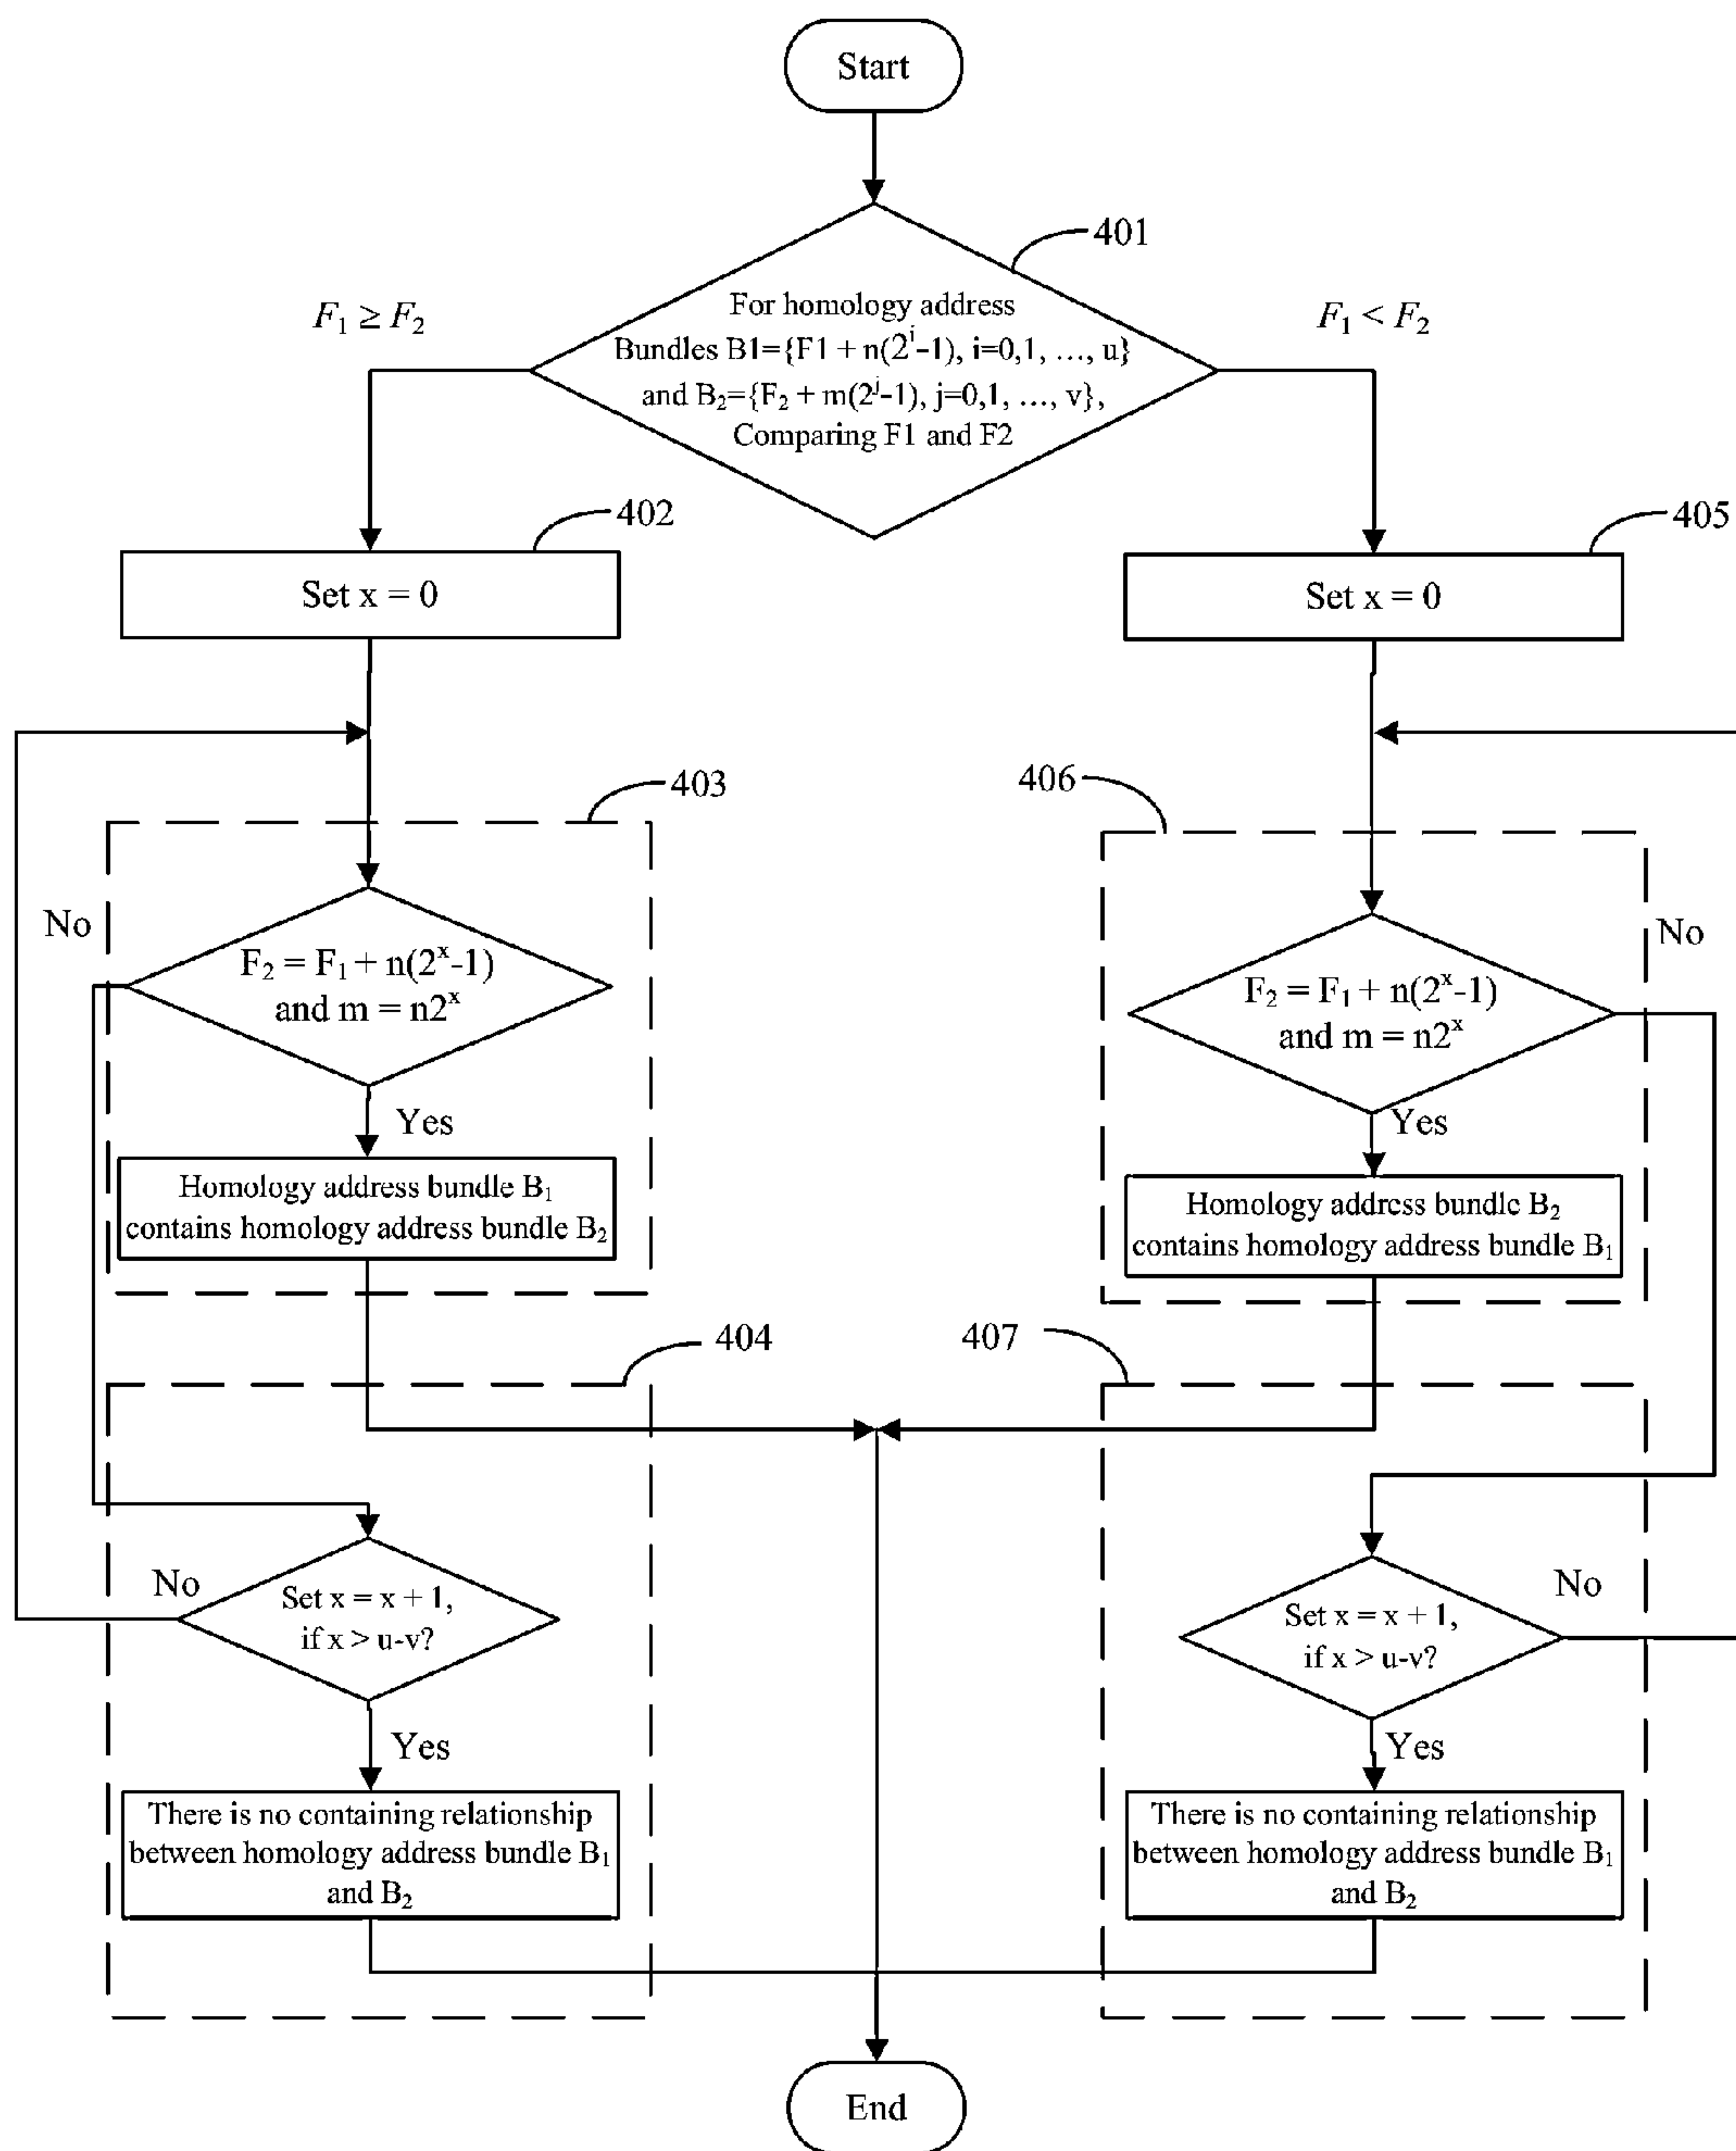 Start
401
F₁ ≥ F₂
F₁ < F₂
For homology address
Bundles B1={F1 + n(2ⁱ-1), i=0,1, ..., u}
and B₂={F₂ + m(2ʲ-1), j=0,1, ..., v},
Comparing F1 and F2
402
405
Set x = 0
Set x = 0
403
406
No
No
F₂ = F₁ + n(2ˣ-1)
and m = n2ˣ
F₂ = F₁ + n(2ˣ-1)
and m = n2ˣ
Yes
Yes
Homology address bundle B₁
contains homology address bundle B₂
Homology address bundle B₂
contains homology address bundle B₁
404
407
No
No
Set x = x + 1,
if x > u-v?
Set x = x + 1,
if x > u-v?
Yes
Yes
There is no containing relationship
between homology address bundle B₁
and B₂
There is no containing relationship
between homology address bundle B₁
and B₂
End